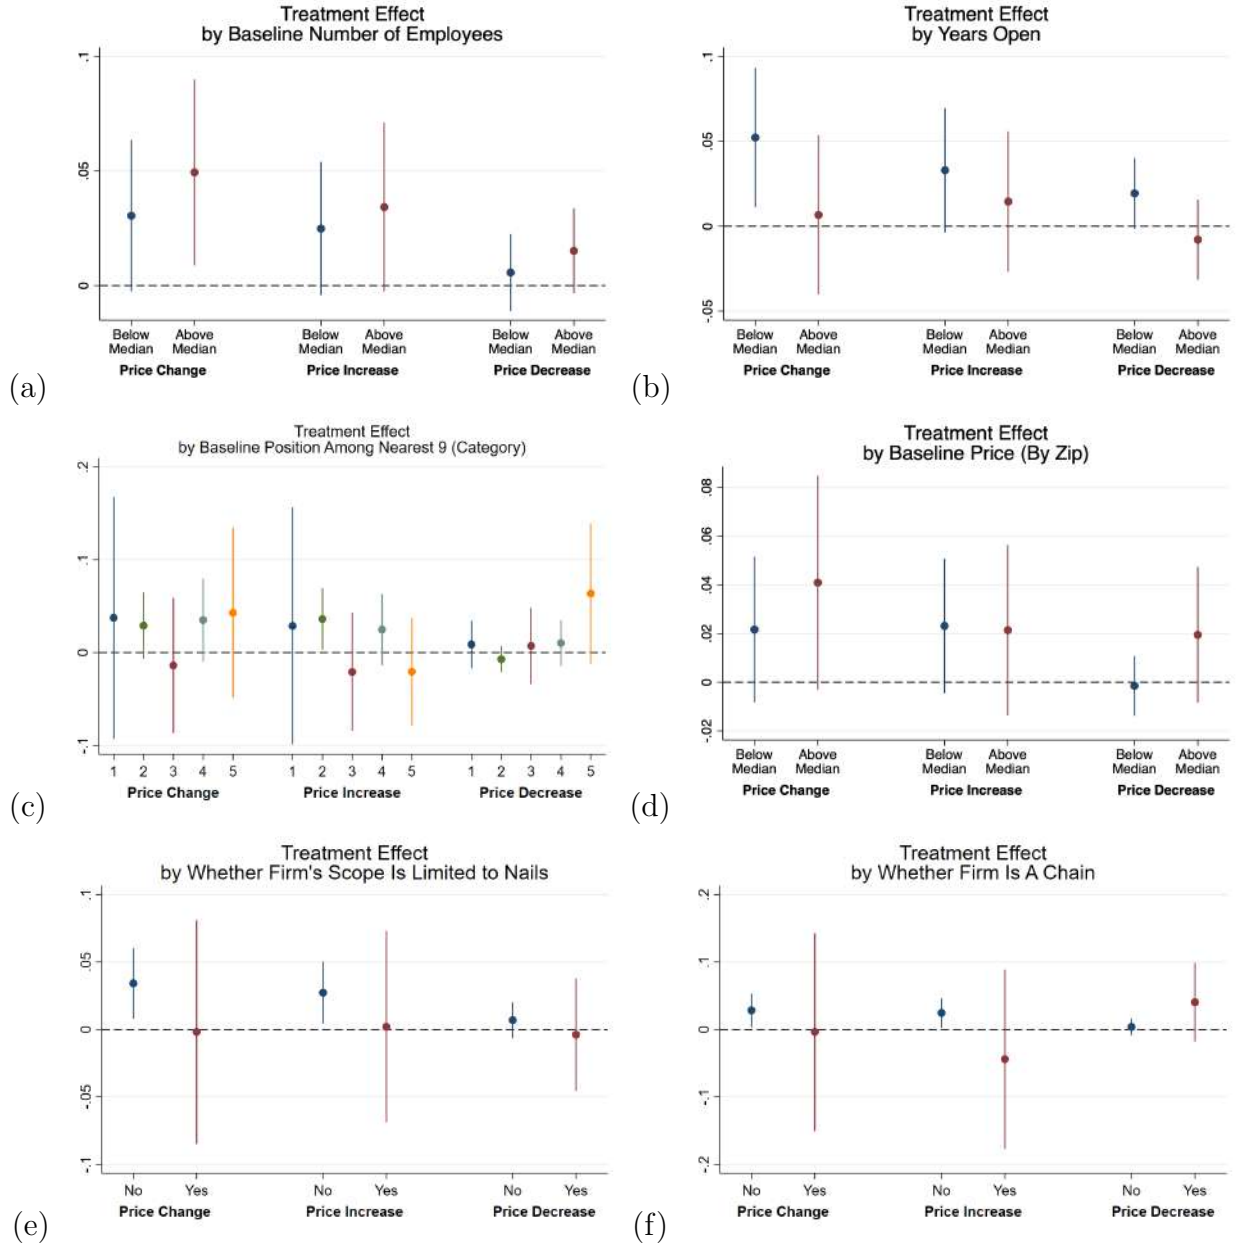 Treatment Effect
by Baseline Number of Employees
.1
.05
0
Below Median
Above Median
Below Median
Above Median
Below Median
Above Median
Price Change
Price Increase
Price Decrease
(a)
Treatment Effect
by Years Open
.1
.05
0
-.05
Below Median
Above Median
Below Median
Above Median
Below Median
Above Median
Price Change
Price Increase
Price Decrease
(b)
Treatment Effect
by Baseline Position Among Nearest 9 (Category)
.2
.1
0
-.1
1 2 3 4 5 1 2 3 4 5 1 2 3 4 5
Price Change
Price Increase
Price Decrease
(c)
Treatment Effect
by Baseline Price (By Zip)
.08
.06
.04
.02
0
-.02
Below Median
Above Median
Below Median
Above Median
Below Median
Above Median
Price Change
Price Increase
Price Decrease
(d)
Treatment Effect
by Whether Firm's Scope Is Limited to Nails
.1
.05
0
-.05
-.1
No Yes No Yes No Yes
Price Change
Price Increase
Price Decrease
(e)
Treatment Effect
by Whether Firm Is A Chain
.2
.1
0
-.1
-.2
No Yes No Yes No Yes
Price Change
Price Increase
Price Decrease
(f)